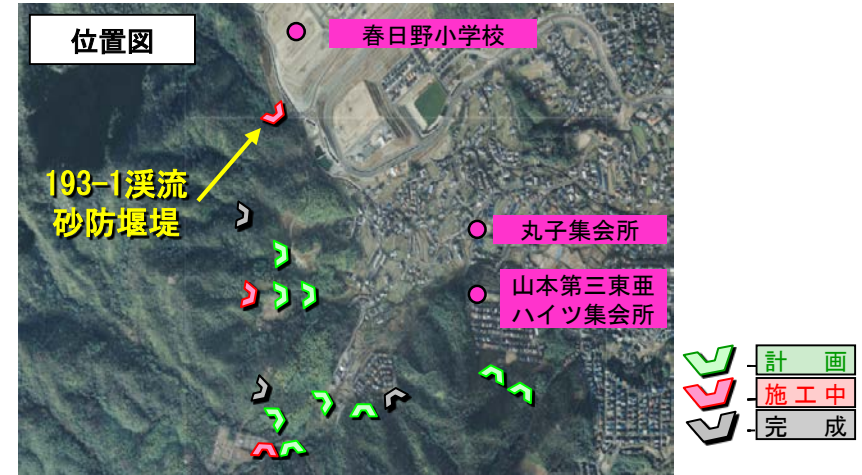 位置図
春日野小学校
193-1渓流
砂防堰堤
丸子集会所
山本第三東亜
ハイツ集会所
計 画
施工中
完 成